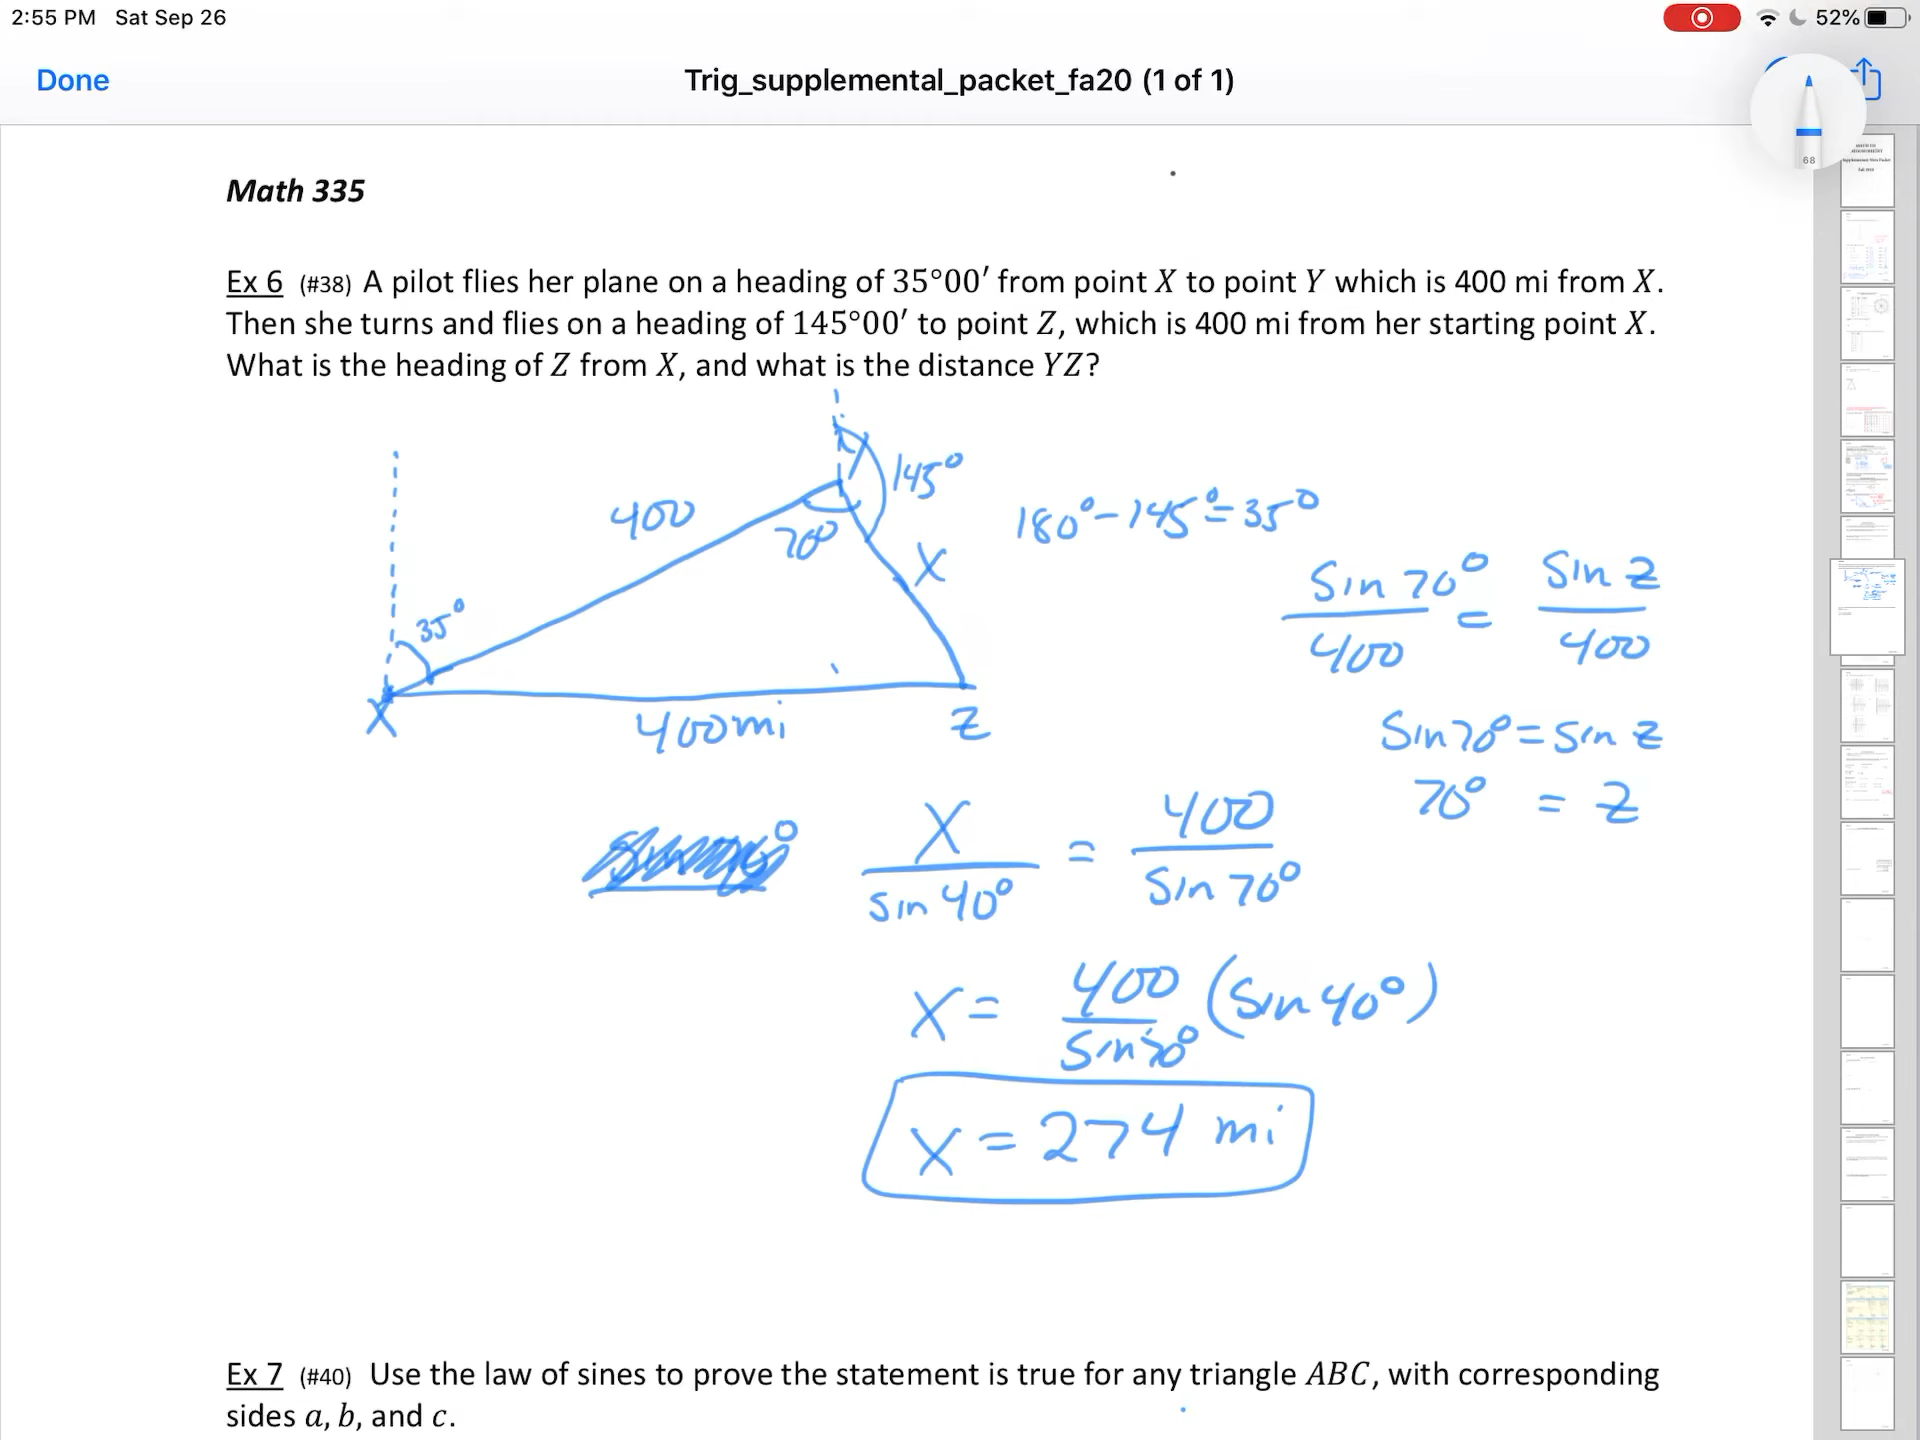 2:55 PM Sat Sep 26
52%
Done
Trig_supplemental_packet_fa20 (1 of 1)
68
Math 335
Ex 6 (#38) A pilot flies her plane on a heading of 35°00′ from point X to point Y which is 400 mi from X.
Then she turns and flies on a heading of 145°00′ to point Z, which is 400 mi from her starting point X.
What is the heading of Z from X, and what is the distance YZ?
Y
145°
400
70°
180° - 145° = 35°
X
35°
sin 70° / 400 = sin Z / 400
X
400 mi
Z
sin 70° = sin Z
70° = Z
X / sin 40° = 400 / sin 70°
X = 400 / sin 70° (sin 40°)
X = 274 mi
Ex 7 (#40) Use the law of sines to prove the statement is true for any triangle ABC, with corresponding
sides a, b, and c.